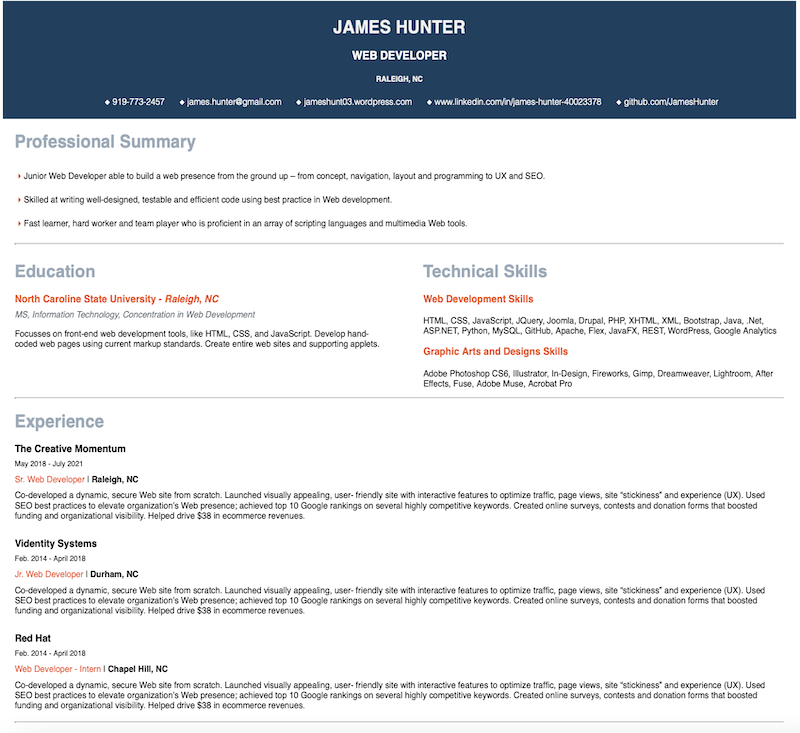 JAMES HUNTER
WEB DEVELOPER
RALEIGH, NC
◆ 919-773-2457 ◆ james.hunter@gmail.com ◆ jameshunt03.wordpress.com ◆ www.linkedin.com/in/james-hunter-40023378 ◆ github.com/JamesHunter
Professional Summary
Junior Web Developer able to build a web presence from the ground up – from concept, navigation, layout and programming to UX and SEO.
Skilled at writing well-designed, testable and efficient code using best practice in Web development.
Fast learner, hard worker and team player who is proficient in an array of scripting languages and multimedia Web tools.
Education
North Caroline State University - Raleigh, NC
MS, Information Technology, Concentration in Web Development
Focusses on front-end web development tools, like HTML, CSS, and JavaScript. Develop hand-
coded web pages using current markup standards. Create entire web sites and supporting applets.
Technical Skills
Web Development Skills
HTML, CSS, JavaScript, JQuery, Joomla, Drupal, PHP, XHTML, XML, Bootstrap, Java, .Net,
ASP.NET, Python, MySQL, GitHub, Apache, Flex, JavaFX, REST, WordPress, Google Analytics
Graphic Arts and Designs Skills
Adobe Photoshop CS6, Illustrator, In-Design, Fireworks, Gimp, Dreamweaver, Lightroom, After
Effects, Fuse, Adobe Muse, Acrobat Pro
Experience
The Creative Momentum
May 2018 - July 2021
Sr. Web Developer | Raleigh, NC
Co-developed a dynamic, secure Web site from scratch. Launched visually appealing, user- friendly site with interactive features to optimize traffic, page views, site “stickiness” and experience (UX). Used
SEO best practices to elevate organization's Web presence; achieved top 10 Google rankings on several highly competitive keywords. Created online surveys, contests and donation forms that boosted
funding and organizational visibility. Helped drive $38 in ecommerce revenues.
Videntity Systems
Feb. 2014 - April 2018
Jr. Web Developer | Durham, NC
Co-developed a dynamic, secure Web site from scratch. Launched visually appealing, user- friendly site with interactive features to optimize traffic, page views, site “stickiness” and experience (UX). Used
SEO best practices to elevate organization's Web presence; achieved top 10 Google rankings on several highly competitive keywords. Created online surveys, contests and donation forms that boosted
funding and organizational visibility. Helped drive $38 in ecommerce revenues.
Red Hat
Feb. 2014 - April 2018
Web Developer - Intern | Chapel Hill, NC
Co-developed a dynamic, secure Web site from scratch. Launched visually appealing, user- friendly site with interactive features to optimize traffic, page views, site “stickiness” and experience (UX). Used
SEO best practices to elevate organization's Web presence; achieved top 10 Google rankings on several highly competitive keywords. Created online surveys, contests and donation forms that boosted
funding and organizational visibility. Helped drive $38 in ecommerce revenues.